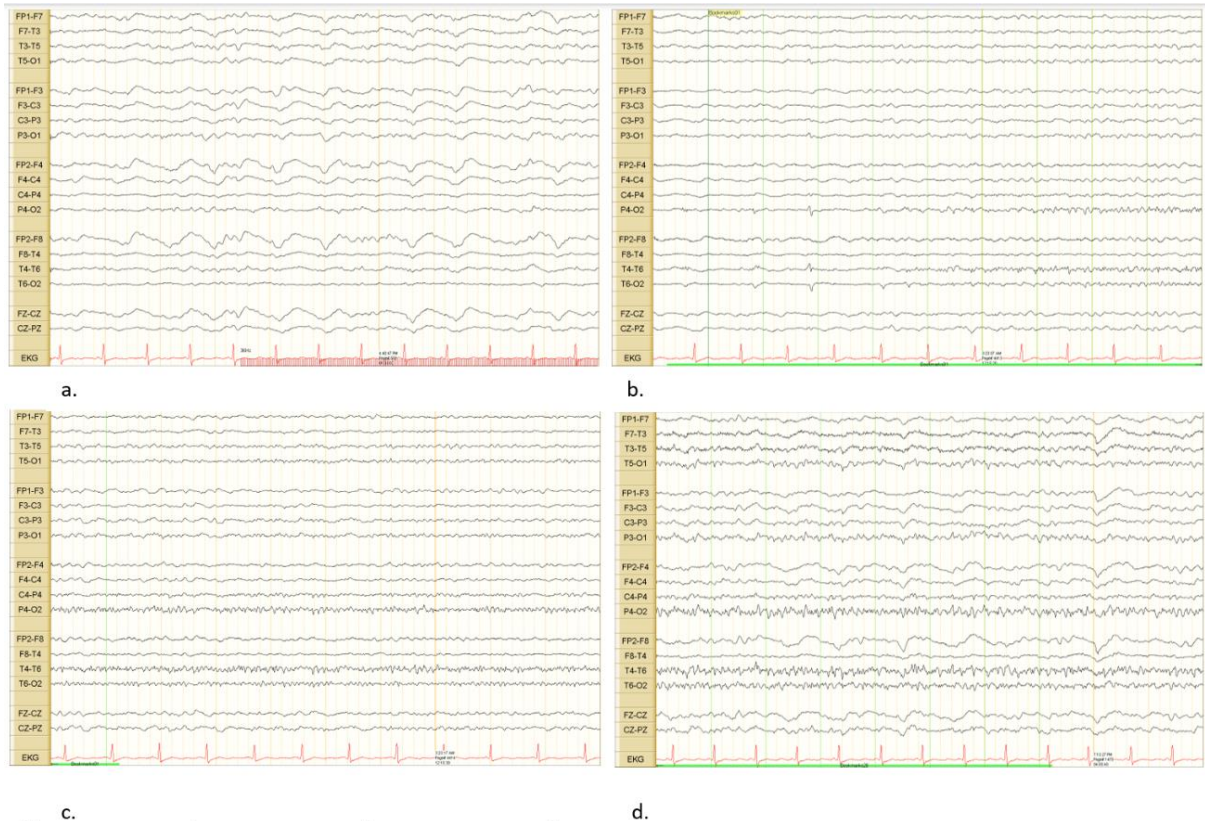 FP1-F7
F7-T3
T3-T5
T5-O1
FP1-F3
F3-C3
C3-P3
P3-O1
FP2-F4
F4-C4
C4-P4
P4-O2
FP2-F8
F8-T4
T4-T6
T6-O2
FZ-CZ
CZ-PZ
EKG
a.
FP1-F7
F7-T3
T3-T5
T5-O1
FP1-F3
F3-C3
C3-P3
P3-O1
FP2-F4
F4-C4
C4-P4
P4-O2
FP2-F8
F8-T4
T4-T6
T6-O2
FZ-CZ
CZ-PZ
EKG
b.
FP1-F7
F7-T3
T3-T5
T5-O1
FP1-F3
F3-C3
C3-P3
P3-O1
FP2-F4
F4-C4
C4-P4
P4-O2
FP2-F8
F8-T4
T4-T6
T6-O2
FZ-CZ
CZ-PZ
EKG
c.
FP1-F7
F7-T3
T3-T5
T5-O1
FP1-F3
F3-C3
C3-P3
P3-O1
FP2-F4
F4-C4
C4-P4
P4-O2
FP2-F8
F8-T4
T4-T6
T6-O2
FZ-CZ
CZ-PZ
EKG
d.